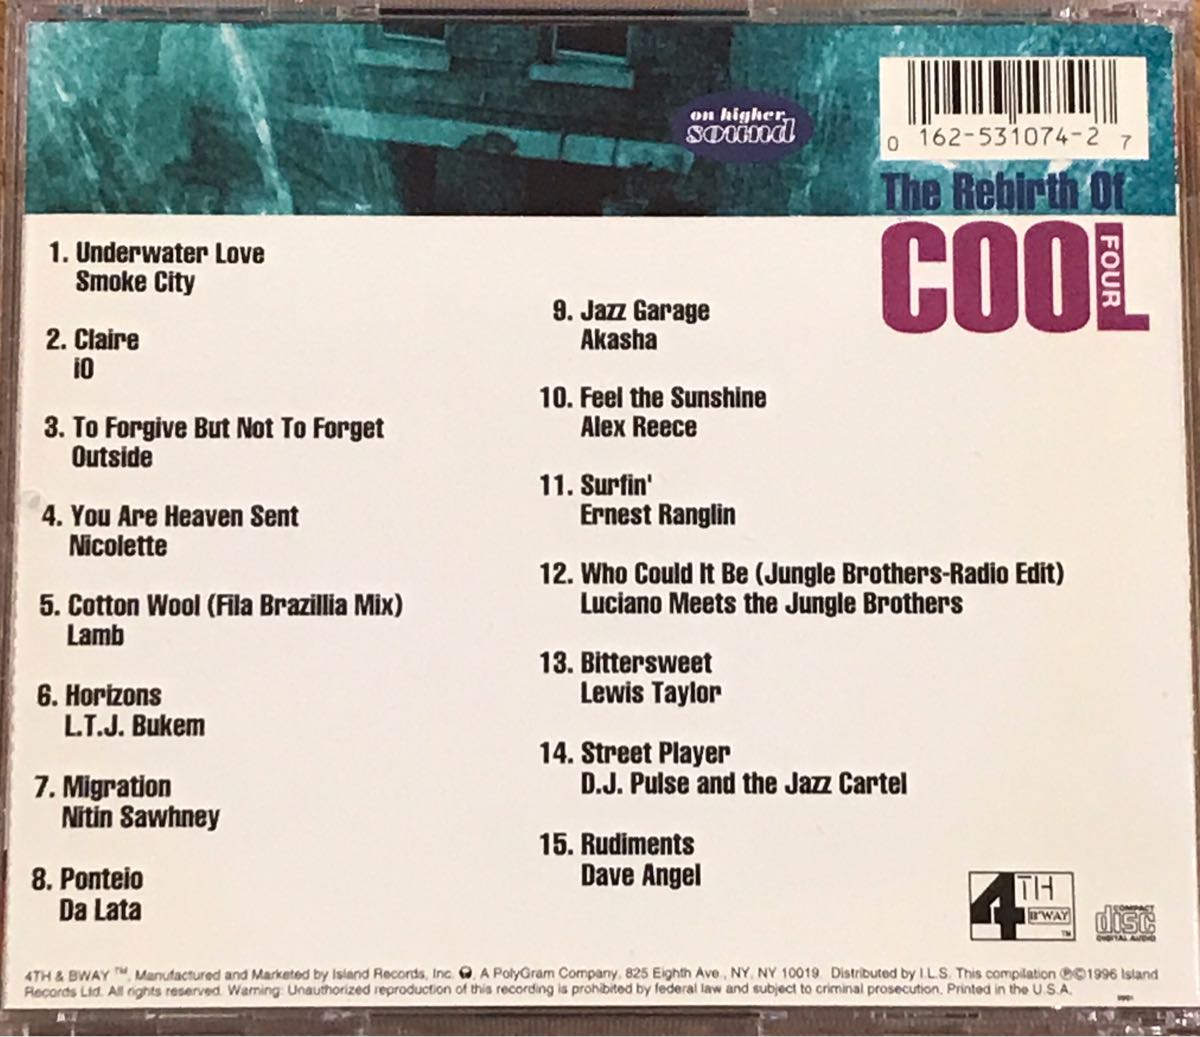 on higher
sound
0 162-531074-2 7
The Rebirth Of
COOL
FOUR
1. Underwater Love
Smoke City
2. Claire
iO
3. To Forgive But Not To Forget
Outside
4. You Are Heaven Sent
Nicolette
5. Cotton Wool (Fila Brazillia Mix)
Lamb
6. Horizons
L.T.J. Bukem
7. Migration
Nitin Sawhney
8. Ponteio
Da Lata
9. Jazz Garage
Akasha
10. Feel the Sunshine
Alex Reece
11. Surfin'
Ernest Ranglin
12. Who Could It Be (Jungle Brothers-Radio Edit)
Luciano Meets the Jungle Brothers
13. Bittersweet
Lewis Taylor
14. Street Player
D.J. Pulse and the Jazz Cartel
15. Rudiments
Dave Angel
4TH
B'WAY
TM
COMPACT
disc
DIGITAL AUDIO
4TH & BWAY ™, Manufactured and Marketed by Island Records, Inc. A PolyGram Company, 825 Eighth Ave., NY, NY 10019. Distributed by I.L.S. This compilation ℗©1996 Island
Records Ltd. All rights reserved. Warning: Unauthorized reproduction of this recording is prohibited by federal law and subject to criminal prosecution. Printed in the U.S.A.